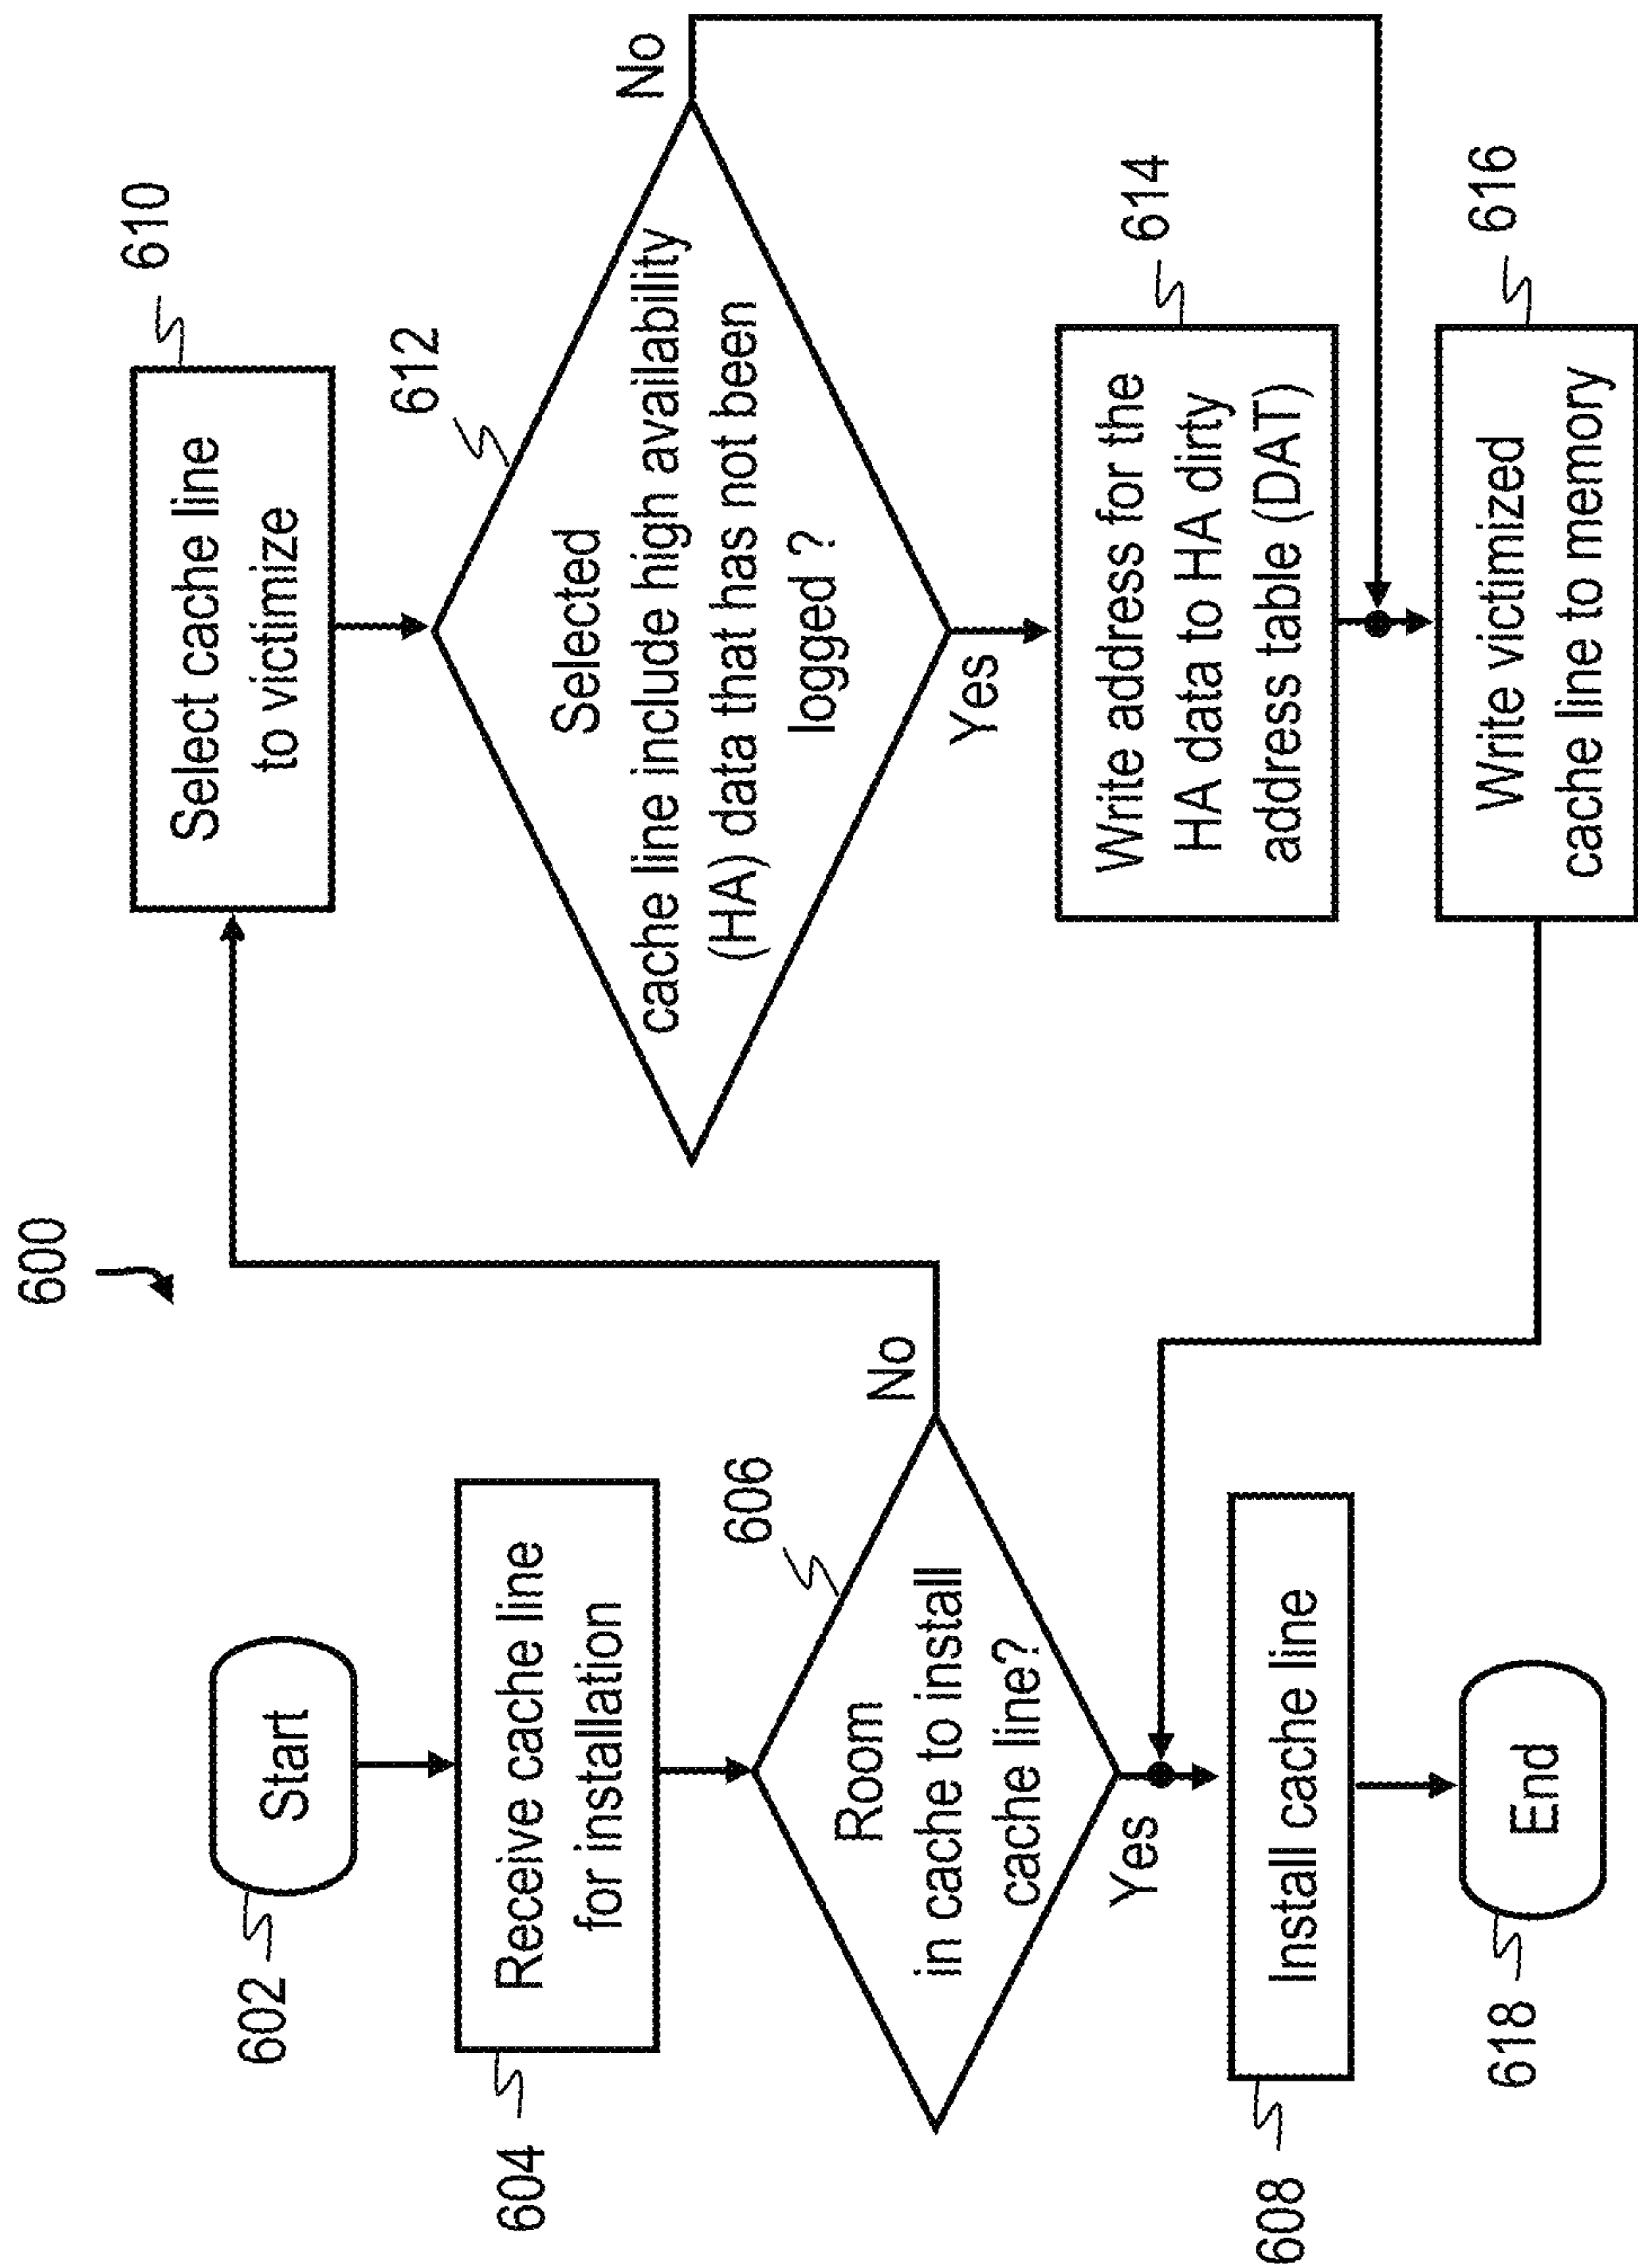 600
602
Start
604
Receive cache line
for installation
606
Room
in cache to install
cache line?
No
Yes
608
Install cache line
618
End
610
Select cache line
to victimize
612
Selected
cache line include high availability
(HA) data that has not been
logged ?
No
Yes
614
Write address for the
HA data to HA dirty
address table (DAT)
616
Write victimized
cache line to memory